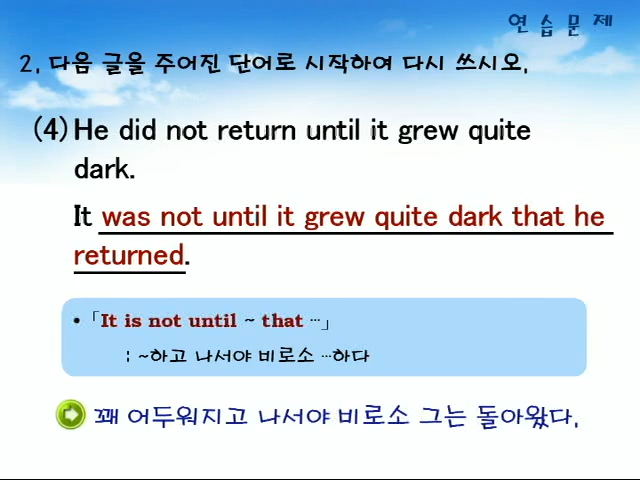 연 습 문 제
2. 다음 글을 주어진 단어로 시작하여 다시 쓰시오.
(4) He did not return until it grew quite
dark.
It was not until it grew quite dark that he
returned.
• 「It is not until ~ that …」
: ~하고 나서야 비로소 …하다
꽤 어두워지고 나서야 비로소 그는 돌아왔다.